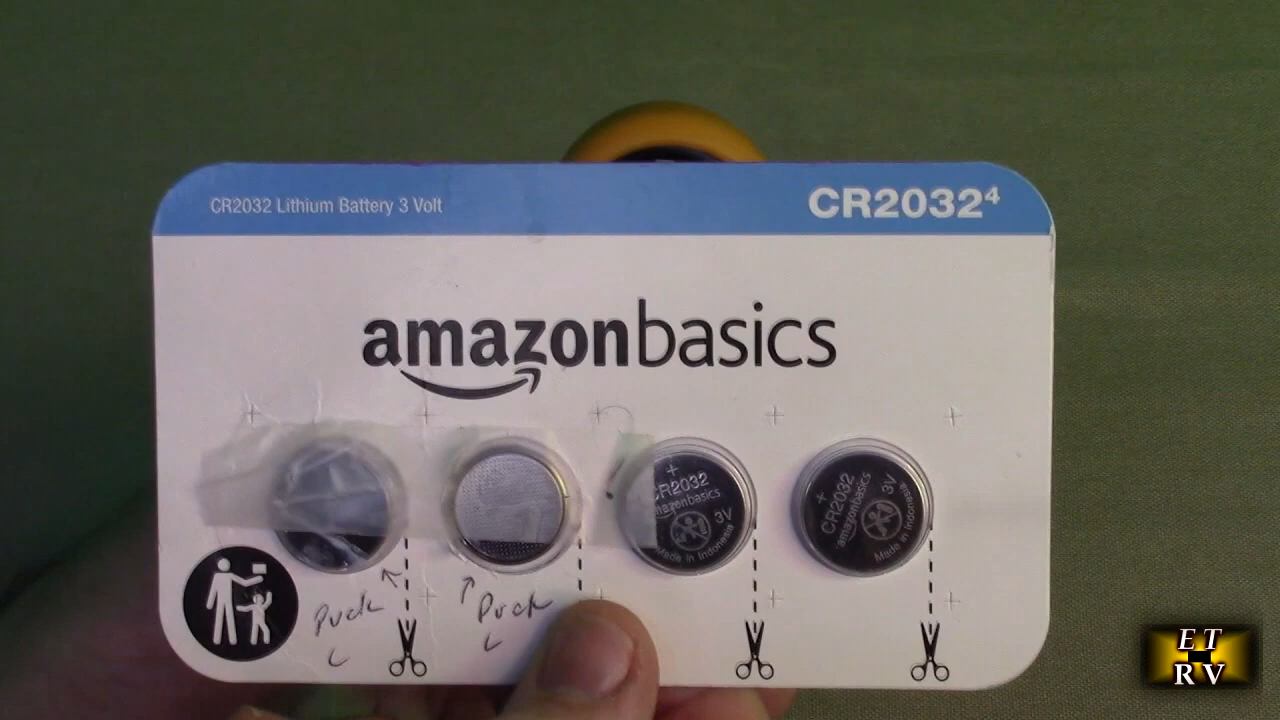 CR2032 Lithium Battery 3 Volt
CR2032⁴
amazonbasics
+
CR2032
amazonbasics
3V
Made in Indonesia
+
CR2032
amazonbasics
3V
Made in Indonesia
Puck
Puck
L
L
ET
RV